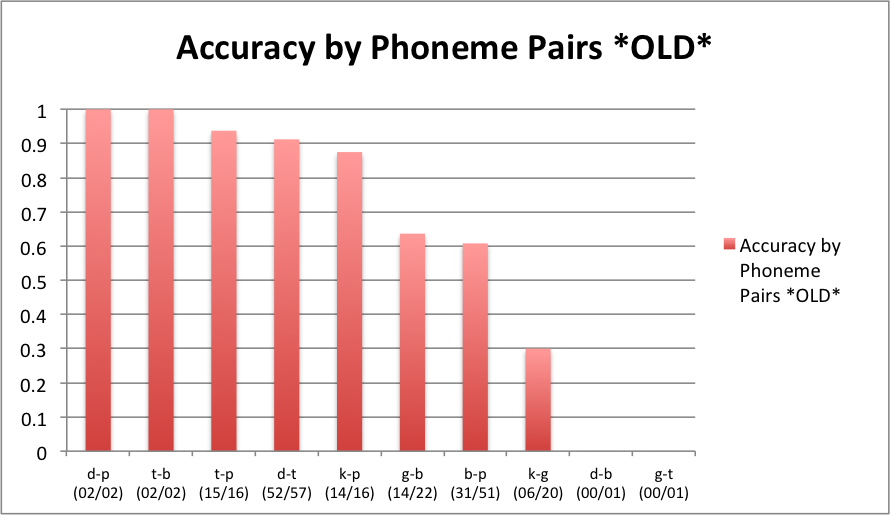 Accuracy by Phoneme Pairs *OLD*
1
0.9
0.8
0.7
0.6
0.5
0.4
0.3
0.2
0.1
0
d-p t-b t-p d-t k-p g-b b-p k-g d-b g-t
(02/02) (02/02) (15/16) (52/57) (14/16) (14/22) (31/51) (06/20) (00/01) (00/01)
Accuracy by
Phoneme
Pairs *OLD*